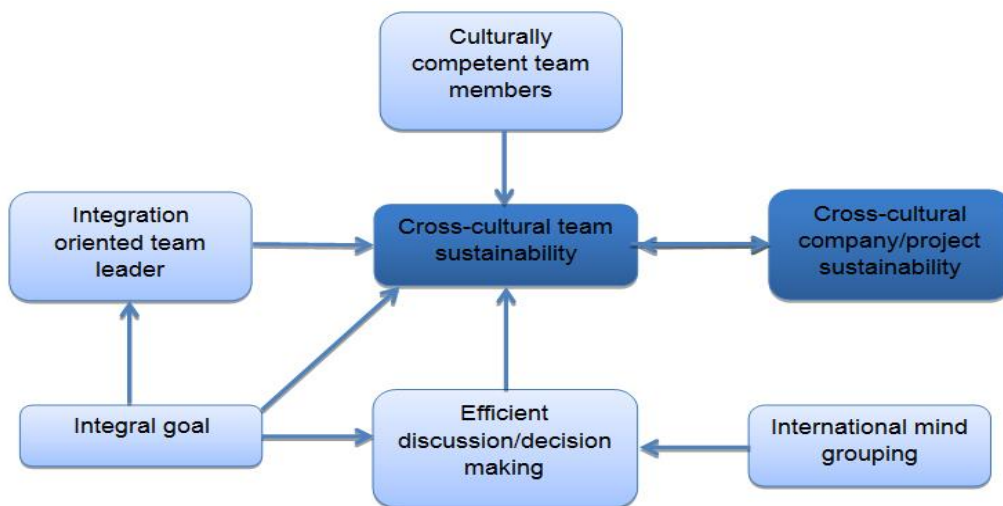 Culturally
competent team
members
Integration
oriented team
leader
Cross-cultural team
sustainability
Cross-cultural
company/project
sustainability
Integral goal
Efficient
discussion/decision
making
International mind
grouping